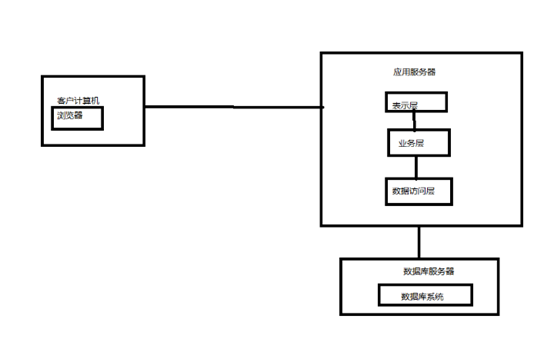 客户计算机
浏览器
应用服务器
表示层
业务层
数据访问层
数据库服务器
数据库系统